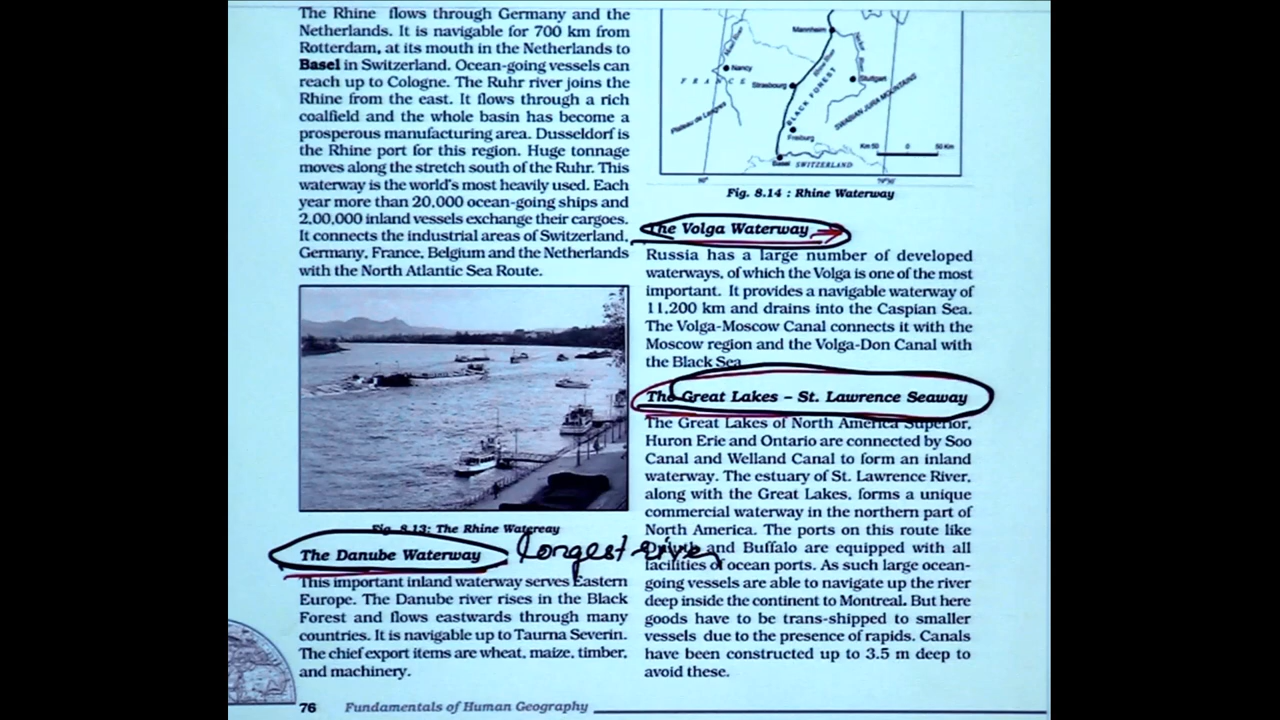 The Rhine flows through Germany and the
Netherlands. It is navigable for 700 km from
Rotterdam, at its mouth in the Netherlands to
Basel in Switzerland. Ocean-going vessels can
reach up to Cologne. The Ruhr river joins the
Rhine from the east. It flows through a rich
coalfield and the whole basin has become a
prosperous manufacturing area. Dusseldorf is
the Rhine port for this region. Huge tonnage
moves along the stretch south of the Ruhr. This
waterway is the world's most heavily used. Each
year more than 20,000 ocean-going ships and
2,00,000 inland vessels exchange their cargoes.
It connects the industrial areas of Switzerland,
Germany, France, Belgium and the Netherlands
with the North Atlantic Sea Route.
Fig. 8.13: The Rhine Watereay
The Danube Waterway longest river
This important inland waterway serves Eastern
Europe. The Danube river rises in the Black
Forest and flows eastwards through many
countries. It is navigable up to Taurna Severin.
The chief export items are wheat, maize, timber,
and machinery.
Mannheim
Nancy
FRANCE
Strasbourg
Stuttgart
Rhine River
BLACK FOREST
SWABIAN JURA MOUNTAINS
Plateau de Langres
Freiburg
Basel
SWITZERLAND
Km 50 0 50 Km
Fig. 8.14 : Rhine Waterway
The Volga Waterway
Russia has a large number of developed
waterways, of which the Volga is one of the most
important. It provides a navigable waterway of
11,200 km and drains into the Caspian Sea.
The Volga-Moscow Canal connects it with the
Moscow region and the Volga-Don Canal with
the Black Sea
The Great Lakes – St. Lawrence Seaway
The Great Lakes of North America Superior,
Huron Erie and Ontario are connected by Soo
Canal and Welland Canal to form an inland
waterway. The estuary of St. Lawrence River,
along with the Great Lakes, forms a unique
commercial waterway in the northern part of
North America. The ports on this route like
Duluth and Buffalo are equipped with all
facilities of ocean ports. As such large ocean-
going vessels are able to navigate up the river
deep inside the continent to Montreal. But here
goods have to be trans-shipped to smaller
vessels due to the presence of rapids. Canals
have been constructed up to 3.5 m deep to
avoid these.
76 Fundamentals of Human Geography